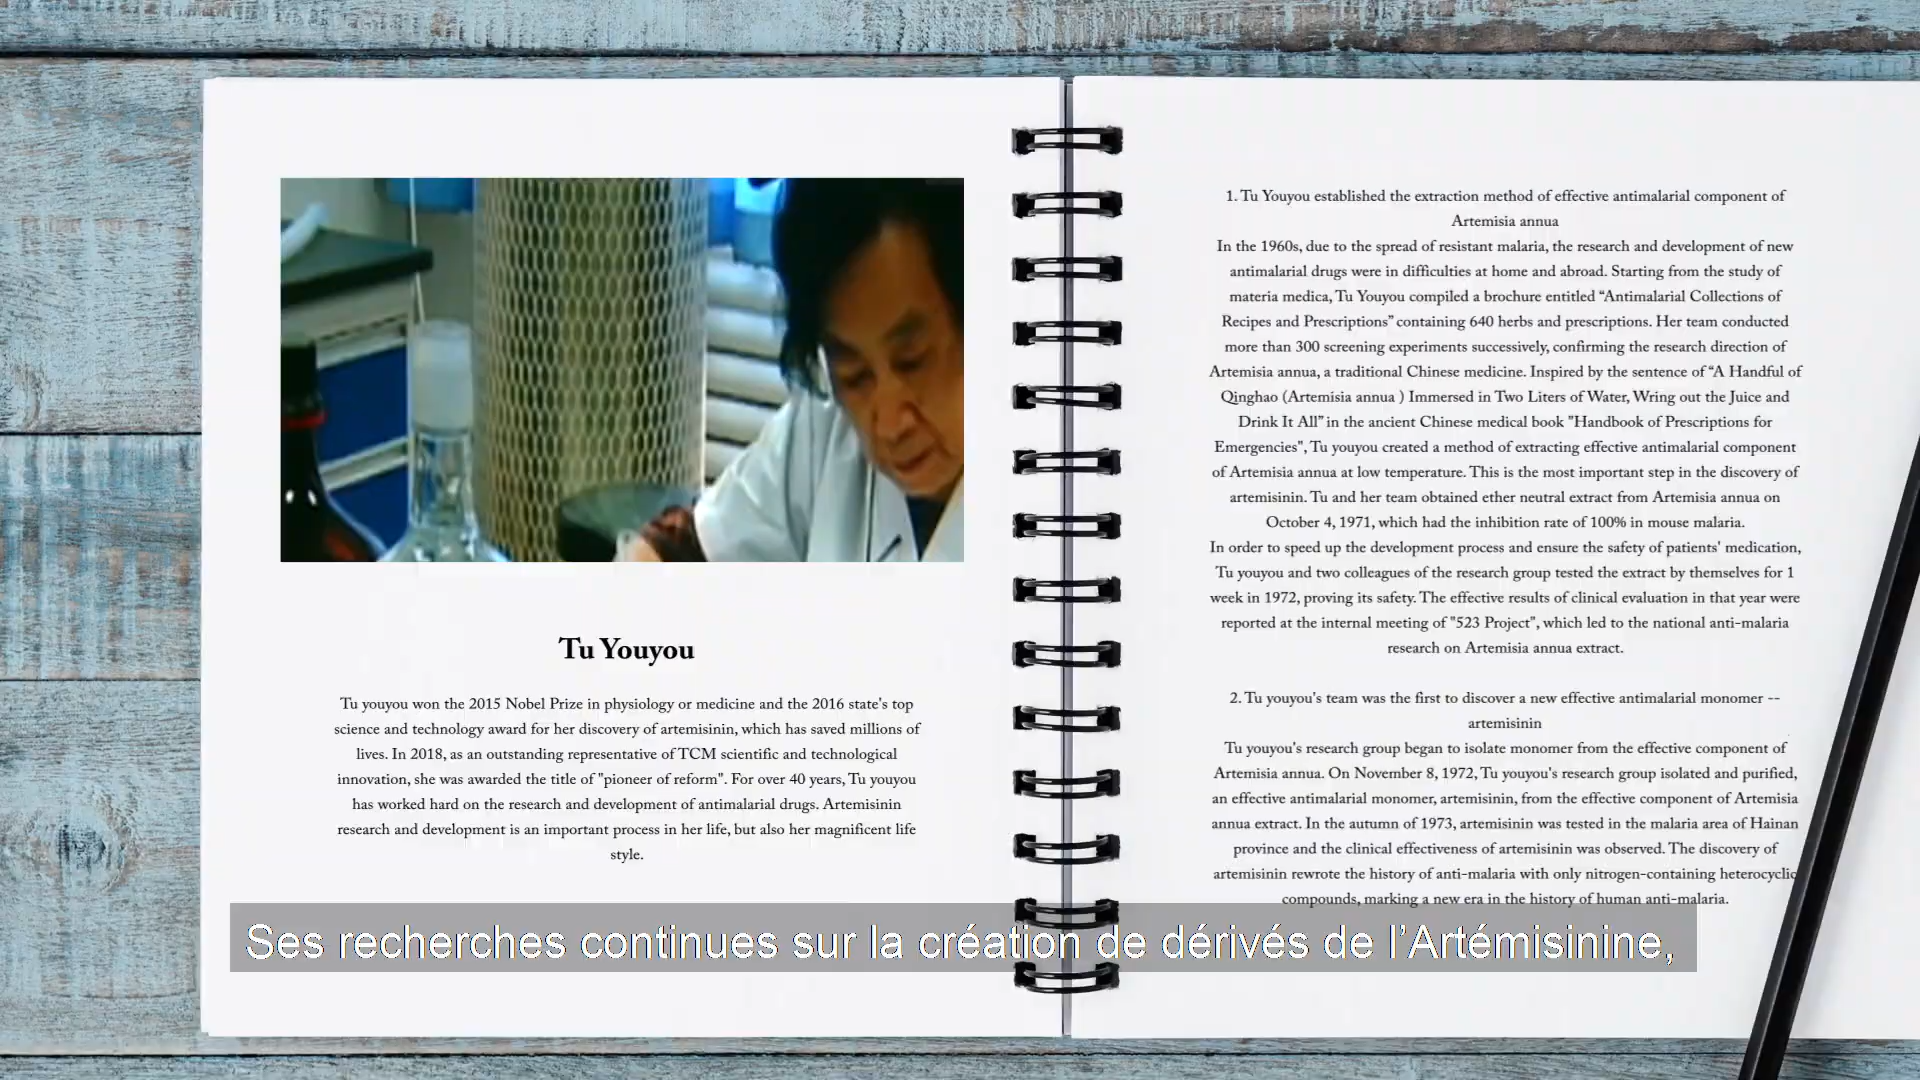 Tu Youyou
Tu youyou won the 2015 Nobel Prize in physiology or medicine and the 2016 state's top
science and technology award for her discovery of artemisinin, which has saved millions of
lives. In 2018, as an outstanding representative of TCM scientific and technological
innovation, she was awarded the title of "pioneer of reform". For over 40 years, Tu youyou
has worked hard on the research and development of antimalarial drugs. Artemisinin
research and development is an important process in her life, but also her magnificent life
style.
1. Tu Youyou established the extraction method of effective antimalarial component of
Artemisia annua
In the 1960s, due to the spread of resistant malaria, the research and development of new
antimalarial drugs were in difficulties at home and abroad. Starting from the study of
materia medica, Tu Youyou compiled a brochure entitled “Antimalarial Collections of
Recipes and Prescriptions” containing 640 herbs and prescriptions. Her team conducted
more than 300 screening experiments successively, confirming the research direction of
Artemisia annua, a traditional Chinese medicine. Inspired by the sentence of “A Handful of
Qinghao (Artemisia annua ) Immersed in Two Liters of Water, Wring out the Juice and
Drink It All” in the ancient Chinese medical book "Handbook of Prescriptions for
Emergencies", Tu youyou created a method of extracting effective antimalarial component
of Artemisia annua at low temperature. This is the most important step in the discovery of
artemisinin. Tu and her team obtained ether neutral extract from Artemisia annua on
October 4, 1971, which had the inhibition rate of 100% in mouse malaria.
In order to speed up the development process and ensure the safety of patients' medication,
Tu youyou and two colleagues of the research group tested the extract by themselves for 1
week in 1972, proving its safety. The effective results of clinical evaluation in that year were
reported at the internal meeting of "523 Project", which led to the national anti-malaria
research on Artemisia annua extract.
2. Tu youyou's team was the first to discover a new effective antimalarial monomer --
artemisinin
Tu youyou's research group began to isolate monomer from the effective component of
Artemisia annua. On November 8, 1972, Tu youyou's research group isolated and purified,
an effective antimalarial monomer, artemisinin, from the effective component of Artemisia
annua extract. In the autumn of 1973, artemisinin was tested in the malaria area of Hainan
province and the clinical effectiveness of artemisinin was observed. The discovery of
artemisinin rewrote the history of anti-malaria with only nitrogen-containing heterocyclic
compounds, marking a new era in the history of human anti-malaria.
Ses recherches continues sur la création de dérivés de l’Artémisinine,